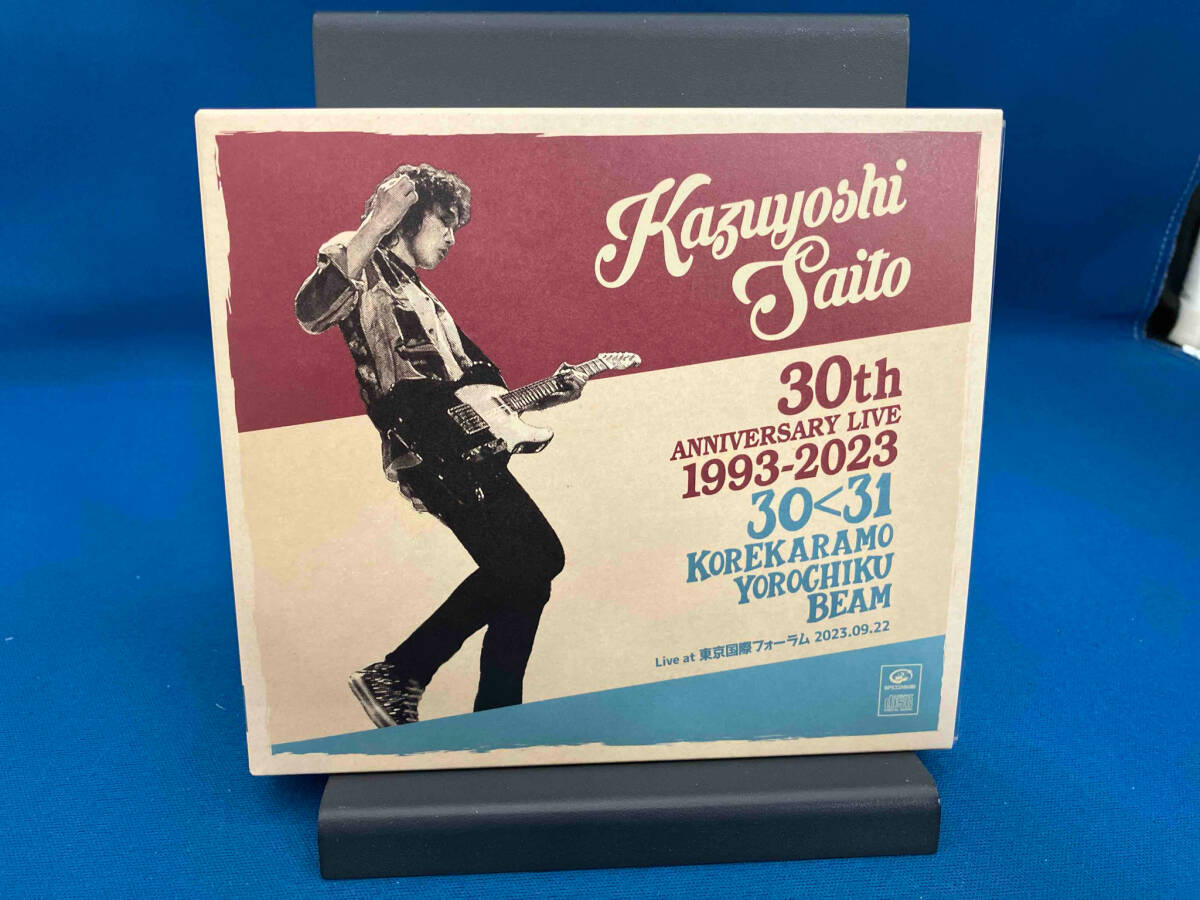 Kazuyoshi
Saito
30th
ANNIVERSARY LIVE
1993-2023
30<31
KOREKARAMO
YOROCHIKU
BEAM
Live at 東京国際フォーラム 2023.09.22